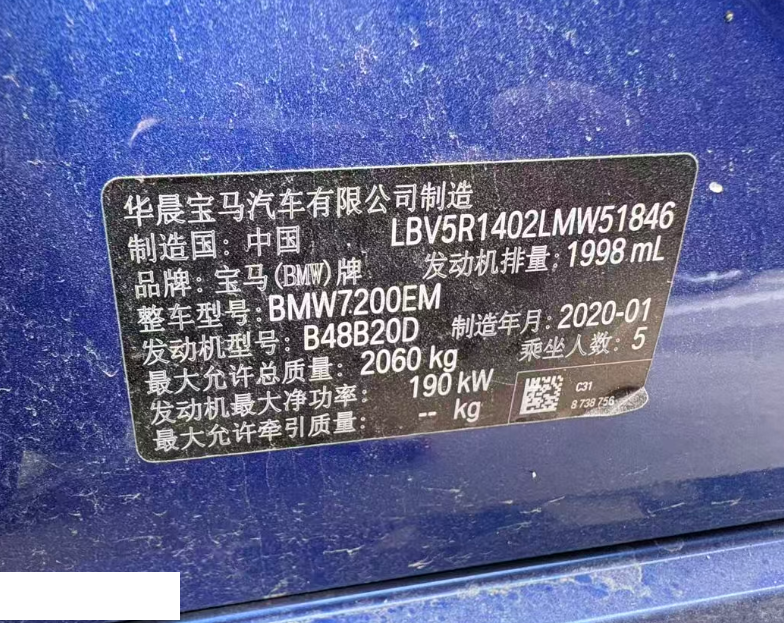 华晨宝马汽车有限公司制造
制造国：中国 LBV5R1402LMW51846
品牌：宝马(BMW)牌 发动机排量：1998 mL
整车型号：BMW7200EM
发动机型号：B48B20D 制造年月：2020-01
最大允许总质量：2060 kg 乘坐人数：5
发动机最大净功率：190 kW
最大允许牵引质量：-- kg
C31
8 738 756